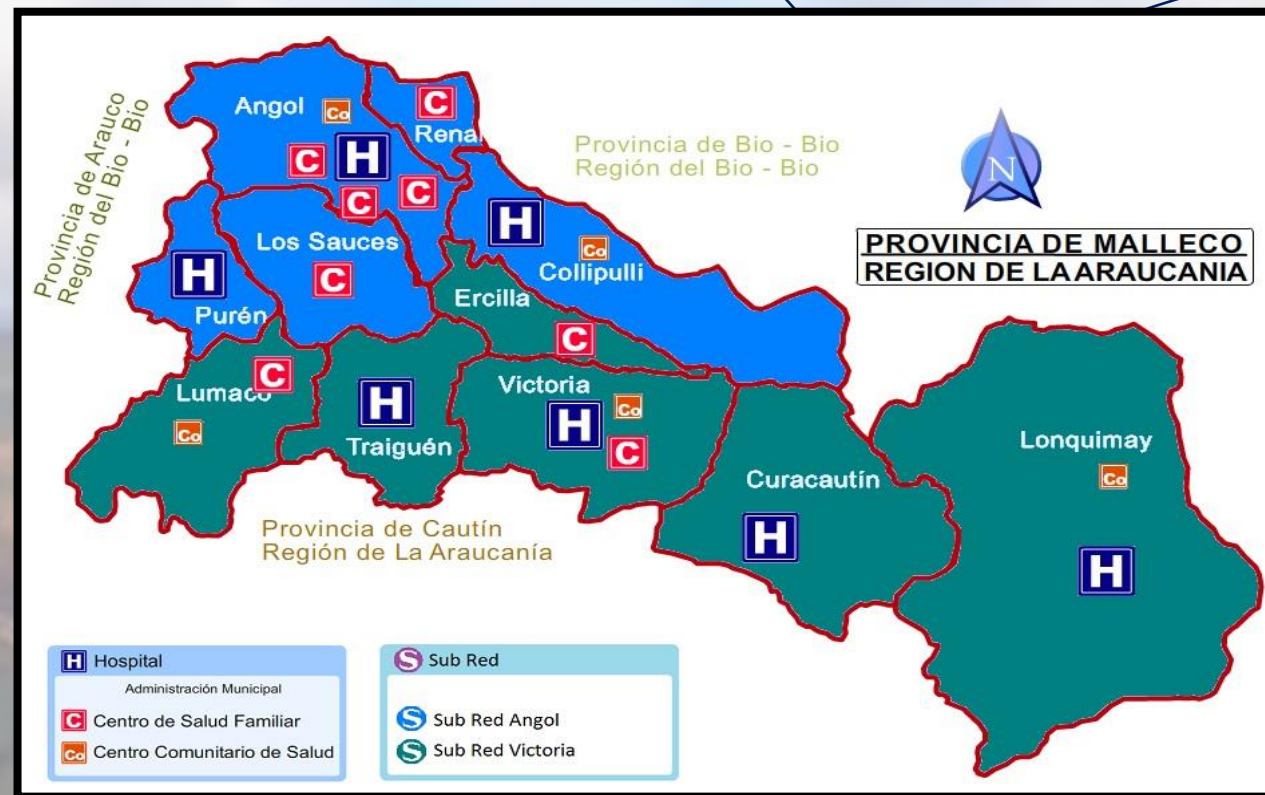 Provincia de Arauco
Región del Bio - Bio
Angol
Co
C
H
C
C
C
Renai
Provincia de Bio - Bio
Región del Bio - Bio
N
PROVINCIA DE MALLECO
REGION DE LA ARAUCANIA
H
Purén
Los Sauces
C
H
Co
Collipulli
Ercilla
C
Lumaco
C
Co
H
Traiguén
Victoria
H
Co
C
Curacautín
H
Lonquimay
Co
H
Provincia de Cautín
Región de La Araucanía
H Hospital
Administración Municipal
C Centro de Salud Familiar
Co Centro Comunitario de Salud
S Sub Red
S Sub Red Angol
S Sub Red Victoria